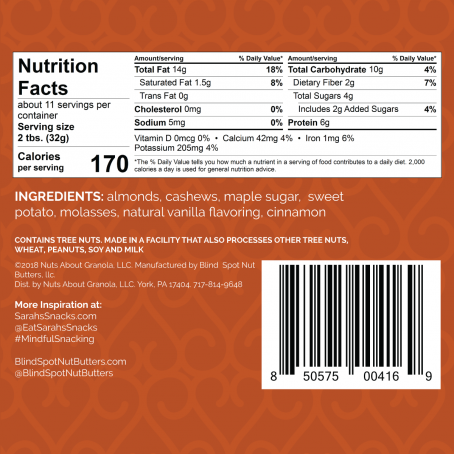 Nutrition
Facts
about 11 servings per
container
Serving size
2 tbs. (32g)
Calories
per serving
170
Amount/serving % Daily Value*
Total Fat 14g 18%
Saturated Fat 1.5g 8%
Trans Fat 0g
Cholesterol 0mg 0%
Sodium 5mg 0%
Amount/serving % Daily Value*
Total Carbohydrate 10g 4%
Dietary Fiber 2g 7%
Total Sugars 4g
Includes 2g Added Sugars 4%
Protein 6g
Vitamin D 0mcg 0% • Calcium 42mg 4% • Iron 1mg 6%
Potassium 205mg 4%
*The % Daily Value tells you how much a nutrient in a serving of food contributes to a daily diet. 2,000
calories a day is used for general nutrition advice.
INGREDIENTS: almonds, cashews, maple sugar, sweet
potato, molasses, natural vanilla flavoring, cinnamon
CONTAINS TREE NUTS. MADE IN A FACILITY THAT ALSO PROCESSES OTHER TREE NUTS,
WHEAT, PEANUTS, SOY AND MILK
©2018 Nuts About Granola, LLC. Manufactured by Blind Spot Nut
Butters, llc.
Dist. by Nuts About Granola, LLC. York, PA 17404. 717-814-9648
More Inspiration at:
SarahsSnacks.com
@EatSarahsSnacks
#MindfulSnacking
BlindSpotNutButters.com
@BlindSpotNutButters
8 50575 00416 9